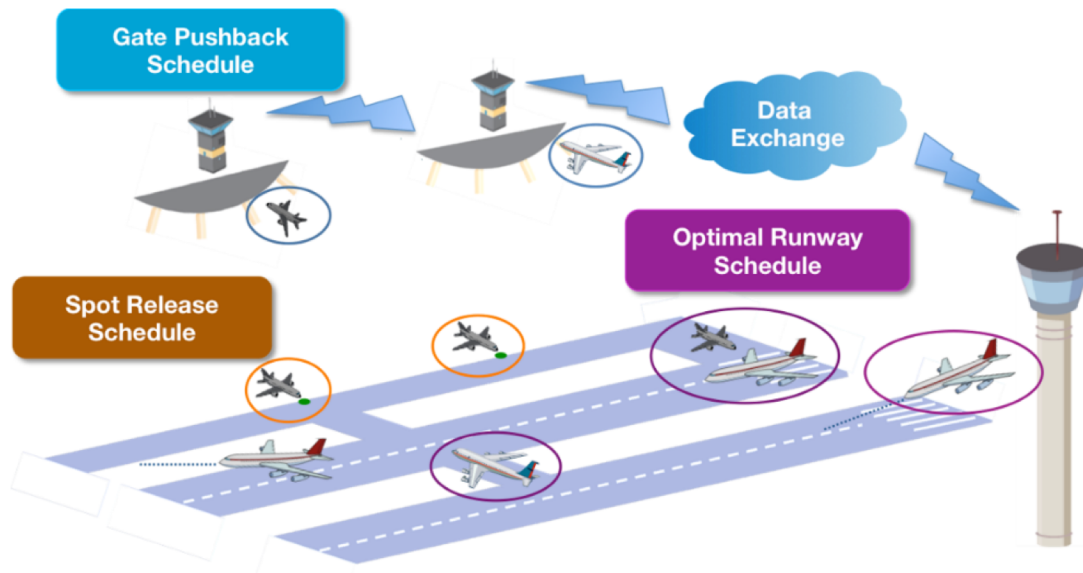 Gate Pushback
Schedule
Data
Exchange
Optimal Runway
Schedule
Spot Release
Schedule